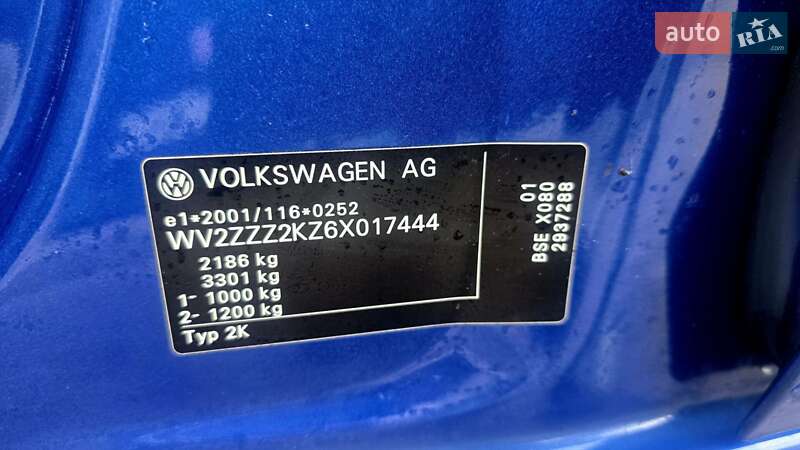 auto RIA .com
VOLKSWAGEN AG
e1*2001/116*0252
WV2ZZZ2KZ6X017444
2186 kg
3301 kg
1- 1000 kg
2- 1200 kg
Typ 2K
01
BSE X080
2937288